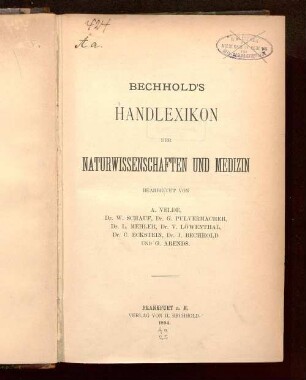 424
BECHHOLD'S
HANDLEXIKON
DER
NATURWISSENSCHAFTEN UND MEDIZIN
BEARBEITET VON
A. VELDE,
Dr. W. SCHAUF, Dr. G. PULVERMACHER,
Dr. L. MEHLER, Dr. V. LÖWENTHAL,
Dr. C. ECKSTEIN, Dr. J. BECHHOLD
UND G. ARENDS.
FRANKFURT a. M.
VERLAG VON H. BECHHOLD.
1894.